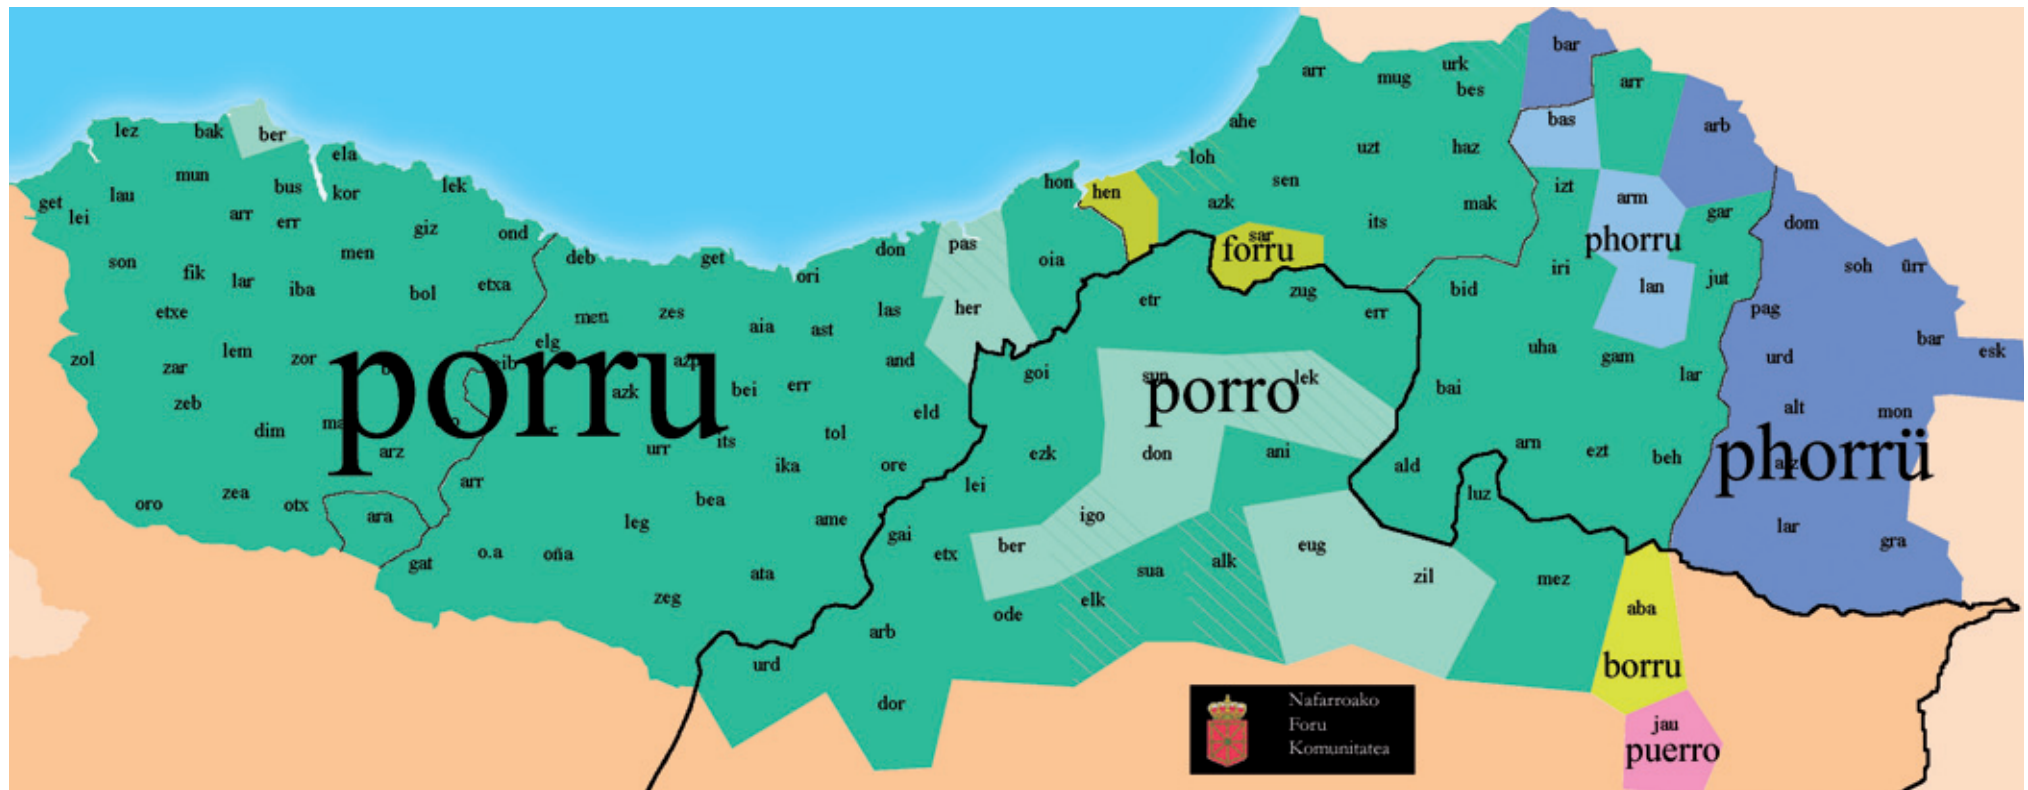 bar
urk
arr
mug
bes
arr
lez
bak
ber
ahe
bas
arb
ela
loh
uzt
haz
mun
bus
kor
lek
hon
hen
sen
izt
arm
get
lau
lei
arr
err
giz
ond
azk
its
mak
gar
dom
son
men
deb
get
don
pas
oia
sar
forru
phorru
fik
lar
iba
bol
etxa
ori
her
etr
zug
err
bid
iri
lan
jut
soh
ürr
etxe
men
zes
aia
ast
las
pag
zol
zar
lem
zor
elg
and
goi
lek
uha
gam
lar
urd
bar
esk
porru
porro
zeb
azk
bei
err
eld
bai
alt
mon
dim
arz
urr
its
tol
ezk
don
ani
arn
ezt
beh
phorrü
oro
zea
otx
ara
arr
ika
ore
lei
ald
luz
bea
leg
ame
gai
igo
lar
gra
gat
o.a
oña
ata
etx
ber
sua
alk
eug
zil
mez
zeg
arb
ode
elk
aba
urd
borru
dor
jau
puerro
Nafarroako
Foru
Komunitatea